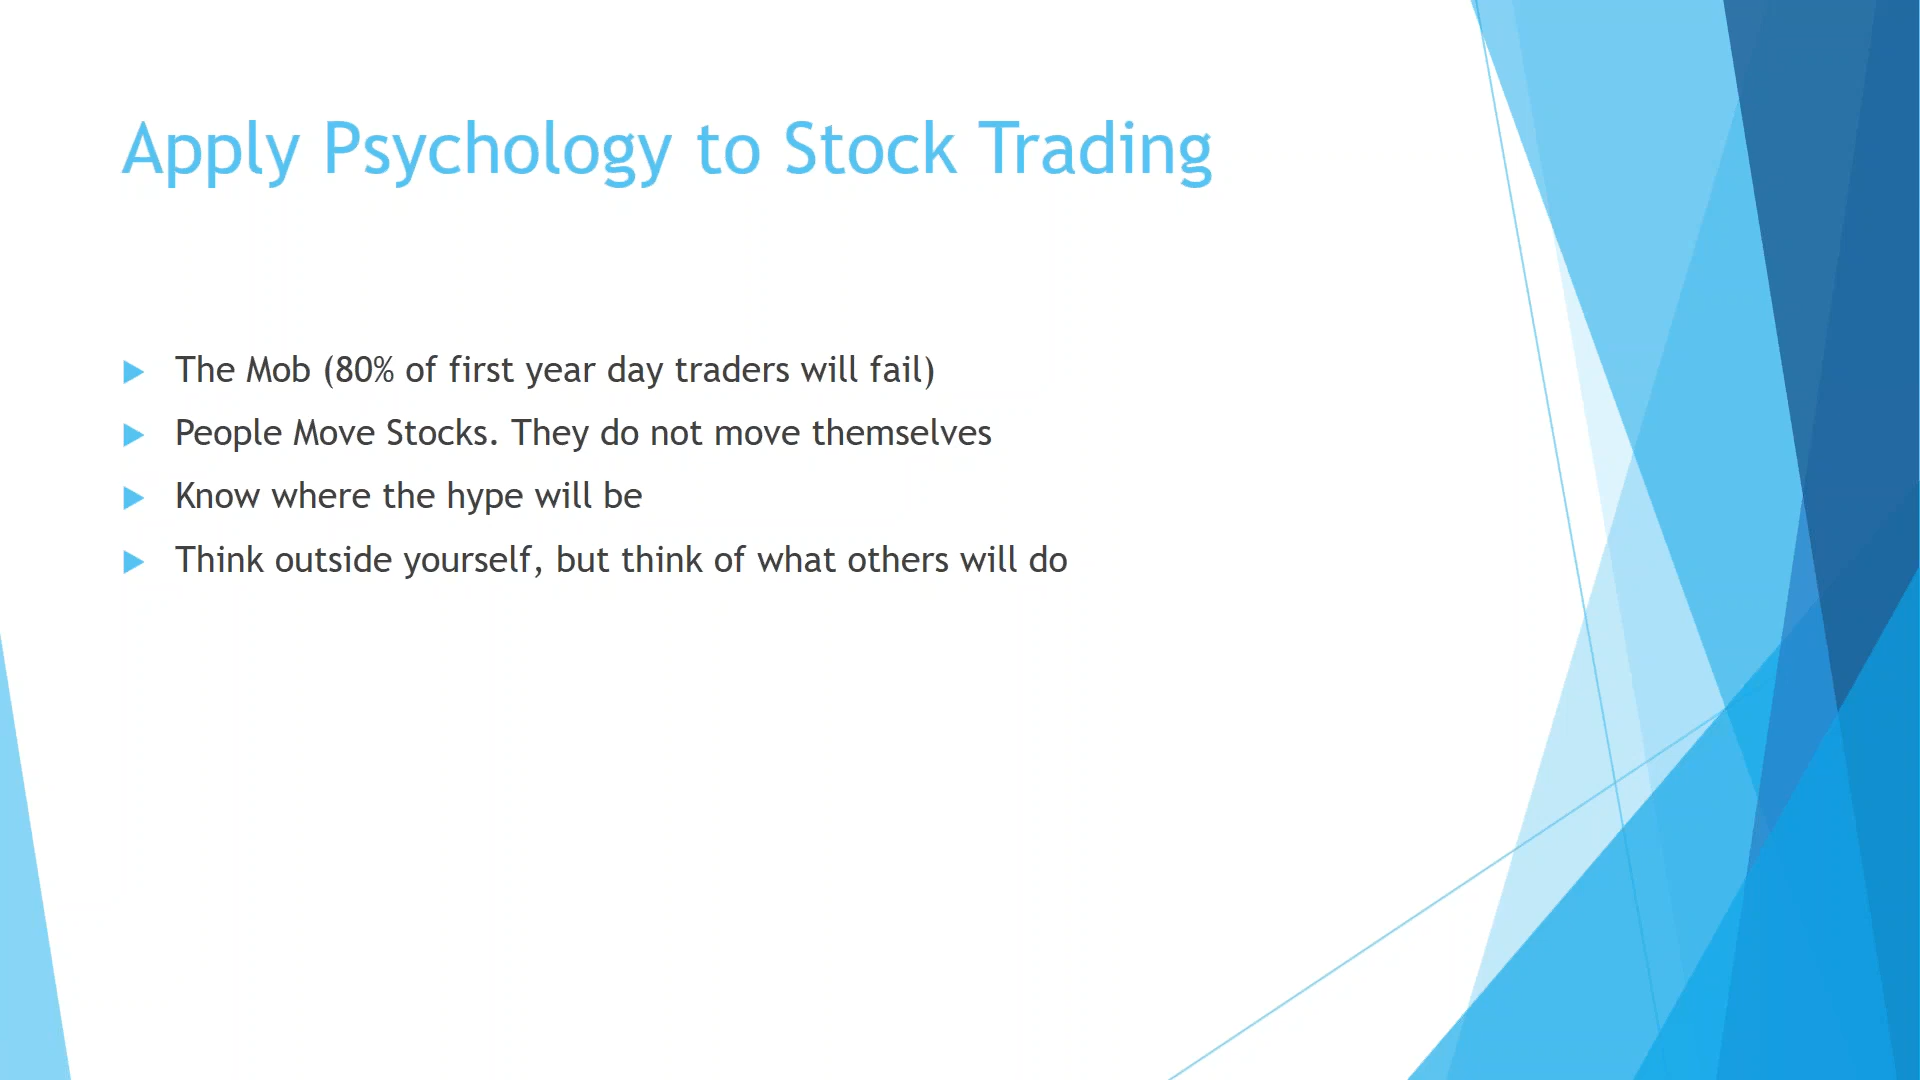 Apply Psychology to Stock Trading
The Mob (80% of first year day traders will fail)
People Move Stocks. They do not move themselves
Know where the hype will be
Think outside yourself, but think of what others will do